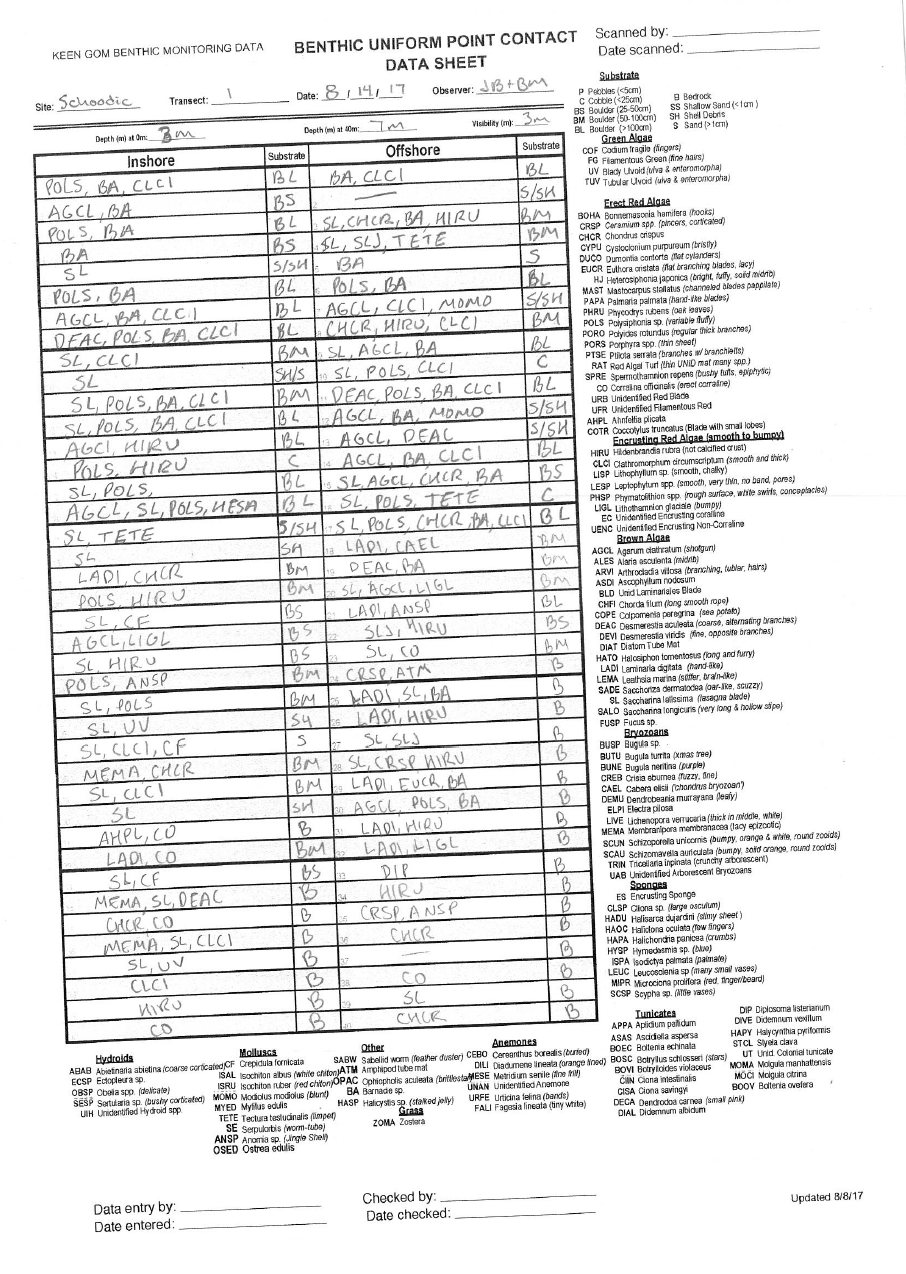 KEEN GOM BENTHIC MONITORING DATA
BENTHIC UNIFORM POINT CONTACT
DATA SHEET
Scanned by:
Date scanned:
Site: Schoodic Transect: 1 Date: 8/14/17 Observer: JB+BM
Depth (m) at 0m: 3m Depth (m) at 40m: 7m Visibility (m): 3m
Inshore Substrate Offshore Substrate
POLS, BA, CLCI BL BA, CLCI BL
AGCL, BA BS — S/SH
POLS, BA BL SL, CHCR, BA, HIRU BM
BA BS SL, SLJ, TETE BM
SL S/SH BA S
POLS, BA BL POLS, BA BL
AGCL, BA, CLCI BL AGCL, CLCI, MOMO S/SH
DEAC, POLS, BA, CLCI BL CHCR, HIRU, CLCI BM
SL, CLCI BM SL, AGCL, BA BL
SL SH/S 10 SL, POLS, CLCI C
SL, POLS, BA, CLCI BM DEAC, POLS, BA, CLCI BL
SL, POLS, BA, CLCI BL AGCL, BA, MOMO S/SH
AGCI, HIRU BL 13 AGCL, DEAC S/SH
POLS, HIRU C 14 AGCL, BA, CLCI BL
SL, POLS, BL 15 SL, AGCL, CHCR, BA BS
AGCL, SL, POLS, HESA BL 16 SL, POLS, TETE C
SL, TETE S/SH SL, POLS, CHCR, BA, CLCI BL
SL SH 18 LADI, CAEL BM
LADI, CHCR BM 19 DEAC, BA BM
POLS, HIRU BM 20 SL, AGCL, LIGL BM
SL, CF BS 21 LADI, ANSP BL
AGCL, LIGL BS SLJ, HIRU BS
SL, HIRU BS 23 SL, CO BM
POLS, ANSP BM 24 CRSP, ATM B
SL, POLS BM 25 LADI, SL, BA B
SL, UV SH 26 LADI, HIRU B
SL, CLCI, CF S 27 SL, SLJ B
MEMA, CHCR BM 28 SL, CRSP HIRU B
SL, CLCI BM 29 LADI, EUCR, BA B
SL SH 30 AGCL, POLS, BA B
AHPL, CO B 31 LADI, HIRU B
LADI, CO BM 32 LADI, LIGL B
SL, CF BS 33 DIP B
MEMA, SL, DEAC B 34 HIRU B
CHCR, CO B 35 CRSP, ANSP B
MEMA, SL, CLCI B 36 CHCR B
SL, UV B 37 — B
CLCI B 38 CO B
HIRU B 39 SL B
CO B 40 CHCR B
Substrate
P Pebbles (<5cm)
C Cobble (<25cm) B Bedrock
BS Boulder (25-50cm) SS Shallow Sand (<1cm )
BM Boulder (50-100cm) SH Shell Debris
BL Boulder (>100cm) S Sand (>1cm)
Green Algae
COF Codium fragile (fingers)
FG Filamentous Green (fine hairs)
UV Blady Ulvoid (ulva & enteromorpha)
TUV Tubular Ulvoid (ulva & enteromorpha)
Erect Red Algae
BOHA Bonnemasonia hamifera (hooks)
CRSP Ceramium spp. (pincers, corticated)
CHCR Chondrus crispus
CYPU Cystoclonium purpureum (bristly)
DUCO Dumontia contorta (flat cylanders)
EUCR Euthora cristata (flat branching blades, lacy)
HJ Heterosiphonia japonica (bright, fuffy, solid midrib)
MAST Mastocarpus stallatus (channeled blades papillate)
PAPA Palmaria palmata (hand-like blades)
PHRU Phycodrys rubens (oak leaves)
POLS Polysiphonia sp. (variable fluffy)
PORO Polyides rotundus (regular thick branches)
PORS Porphyra spp. (thin sheet)
PTSE Ptilota serrata (branches w/ branchletts)
RAT Red Algal Turf (thin UNID mat many spp.)
SPRE Spermothamnion repens (bushy tufts, epiphytic)
CO Corallina officinalis (erect corraline)
URB Unidentified Red Blade
UFR Unidentified Filamentous Red
AHPL Ahnfeltia plicata
COTR Coccotylus truncatus (Blade with small lobes)
Encrusting Red Algae (smooth to bumpy)
HIRU Hildenbrandia rubra (not calcified crust)
CLCI Clathromorphum circumscriptum (smooth and thick)
LISP Lithophyllum sp. (smooth, chalky)
LESP Leptophytum spp. (smooth, very thin, no band, pores)
PHSP Phymatolithion spp. (rough surface, white swirls, conceptacles)
LIGL Lithothamnion glaciale (bumpy)
EC Unidentified Encrusting coralline
UENC Unidentified Encrusting Non-Corraline
Brown Algae
AGCL Agarum clathratum (shotgun)
ALES Alaria esculenta (midrib)
ARVI Arthrocladia villosa (branching, tubler, hairs)
ASDI Ascophyllum nodosum
BLD Unid Laminariales Blade
CHFI Chorda filum (long smooth rope)
COPE Colpomenia peregrina (sea potato)
DEAC Desmerestia aculeata (coarse, alternating branches)
DEVI Desmerestia viridis (fine, opposite branches)
DIAT Diatom Tube Mat
HATO Halosiphon tomentosus (long and furry)
LADI Laminaria digitata (hand-like)
LEMA Leathsia marina (stiffer, brain-like)
SADE Sacchoriza dermatodea (oar-like, scuzzy)
SL Saccharina latissima (lasagna blade)
SALO Saccharina longicuris (very long & hollow stipe)
FUSP Fucus sp.
Bryozoans
BUSP Bugula sp.
BUTU Bugula turrita (xmas tree)
BUNE Bugula neritina (purple)
CREB Crisia eburnea (fuzzy, fine)
CAEL Cabera ellisii ('chondrus bryozoan')
DEMU Dendrobeania murrayana (leafy)
ELPI Electra pilosa
LIVE Lichenopora verrucaria (thick in middle, white)
MEMA Membranipora membranacea (lacy epizootic)
SCUN Schizoporella unicornis (bumpy, orange & white, round zooids)
SCAU Schizomavella auriculata (bumpy, solid orange, round zooids)
TRIN Tricellaria inpinata (crunchy arborescent)
UAB Unidentified Arborescent Bryozoans
Sponges
ES Encrusting Sponge
CLSP Cliona sp. (large osculum)
HADU Halisarca dujardini (slimy sheet )
HAOC Haliclona oculata (few fingers)
HAPA Halichondria panicea (crumbs)
HYSP Hymedesmia sp. (blue)
ISPA Isodictya palmata (palmate)
LEUC Leucosolenia sp (many small vases)
MIPR Microciona prolifera (red, finger/beard)
SCSP Scypha sp. (little vases)
Tunicates
APPA Aplidium pallidum
ASAS Ascidiella aspersa
BOEC Boltenia echinata
BOSC Botryllus schlosseri (stars)
BOVI Botrylloides violaceus
CIIN Ciona intestinalis
CISA Ciona savingyi
DECA Dendrodoa carnea (small pink)
DIAL Didemnum albidum
DIP Diplosoma listerianum
DIVE Didemnum vexillum
HAPY Halycynthia pyriformis
STCL Styela clava
UT Unid. Colonial tunicate
MOMA Molgula manhattensis
MOCI Molgula citrina
BOOV Boltenia ovefera
Hydroids
ABAB Abietinaria abietina (coarse corticated)
ECSP Ectopleura sp.
OBSP Obelia spp. (delicate)
SESP Sertularia sp. (bushy corticated)
UIH Unidentified Hydroid spp.
Molluscs
CF Crepidula fornicata
ISAL Isochiton albus (white chiton)
ISRU Isochiton ruber (red chiton)
MOMO Modiolus modiolus (blunt)
MYED Mytilus edulis
TETE Tectura testudinalis (limpet)
SE Serpulorbis (worm-tube)
ANSP Anomia sp. (Jingle Shell)
OSED Ostrea edulis
Other
SABW Sabellid worm (feather duster)
ATM Amphipod tube mat
OPAC Ophiopholis aculeata (brittlestar)
BA Barnacle sp.
HASP Halicystis sp. (stalked jelly)
Grass
ZOMA Zostera
Anemones
CEBO Cereanthus borealis (buried)
DILI Diadumene lineata (orange lined)
MESE Metridium senile (fine frill)
UNAN Unidentified Anemone
URFE Urticina felina (bands)
FALI Fagesia lineata (tiny white)
Data entry by:
Date entered:
Checked by:
Date checked:
Updated 8/8/17